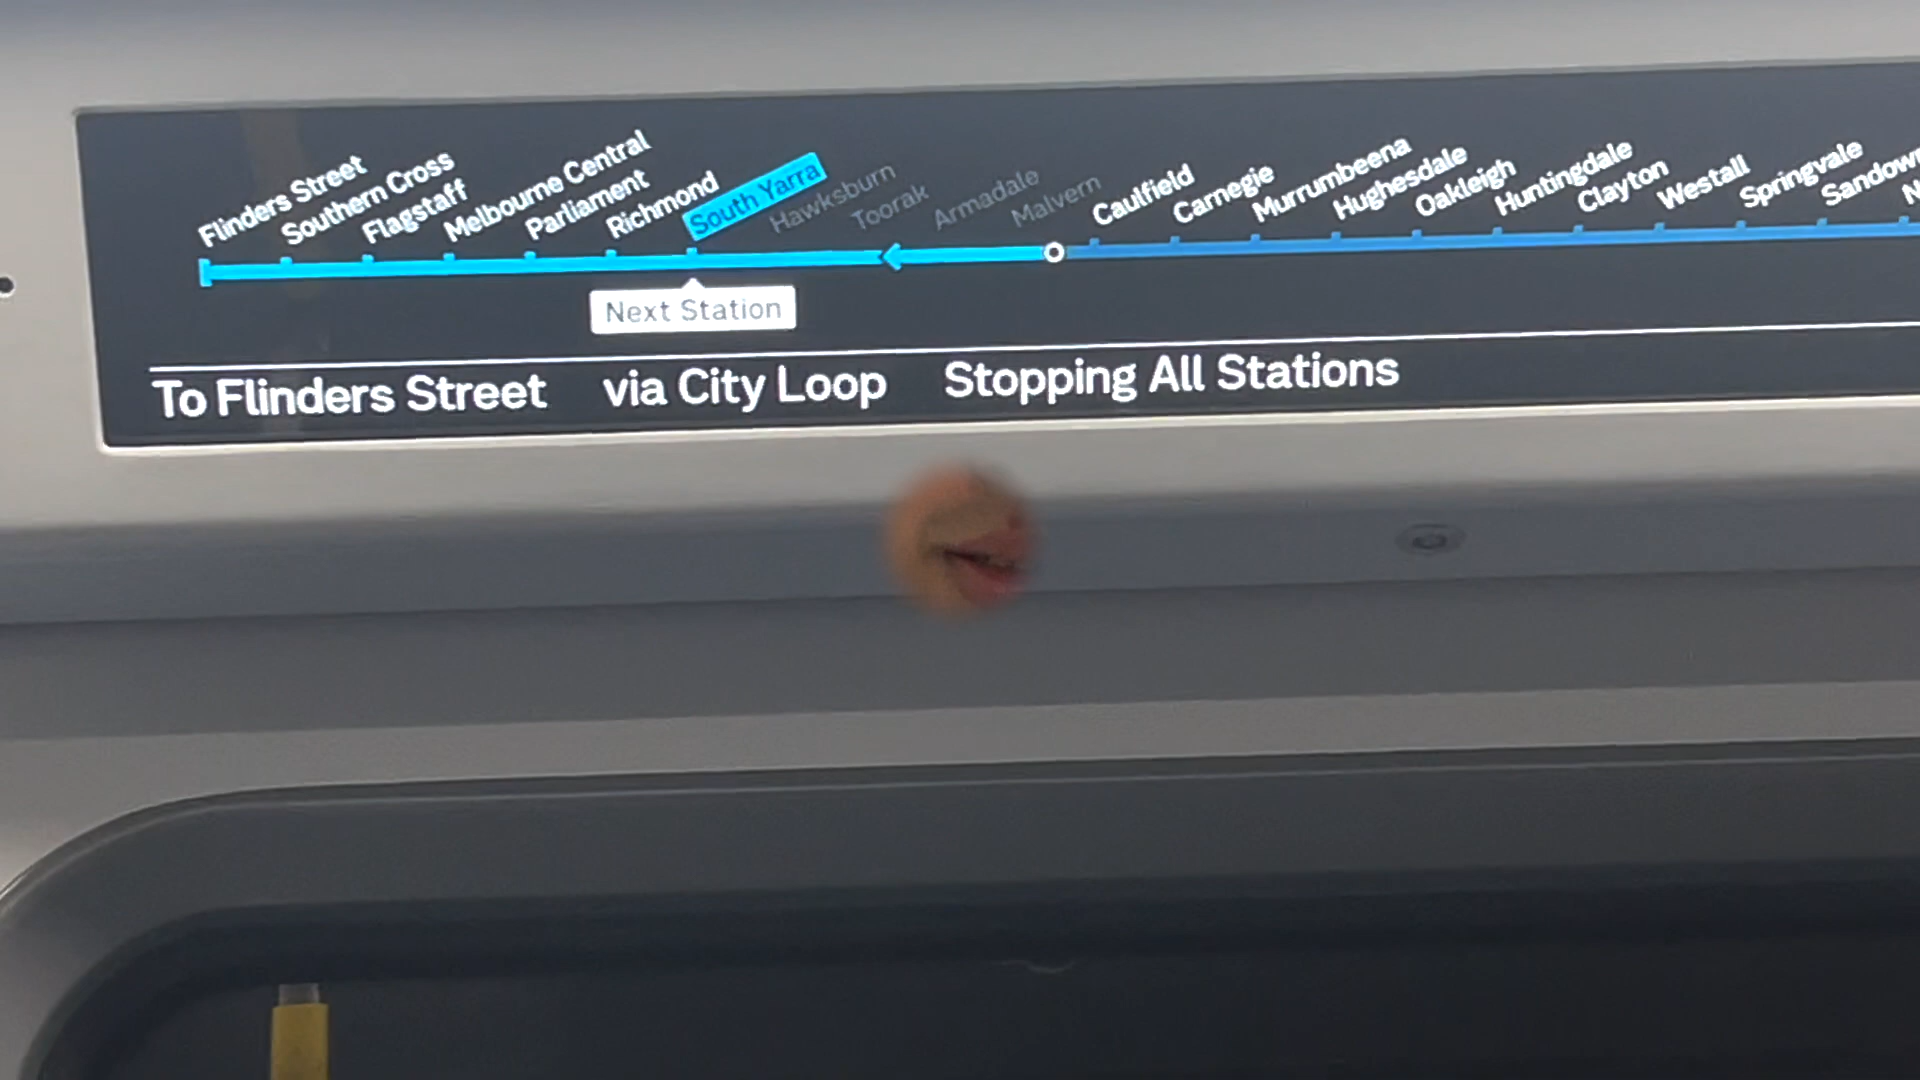 Flinders Street
Southern Cross
Flagstaff
Melbourne Central
Parliament
Richmond
South Yarra
Hawksburn
Toorak
Armadale
Malvern
Caulfield
Carnegie
Murrumbeena
Hughesdale
Oakleigh
Huntingdale
Clayton
Westall
Springvale
Next Station
To Flinders Street via City Loop Stopping All Stations